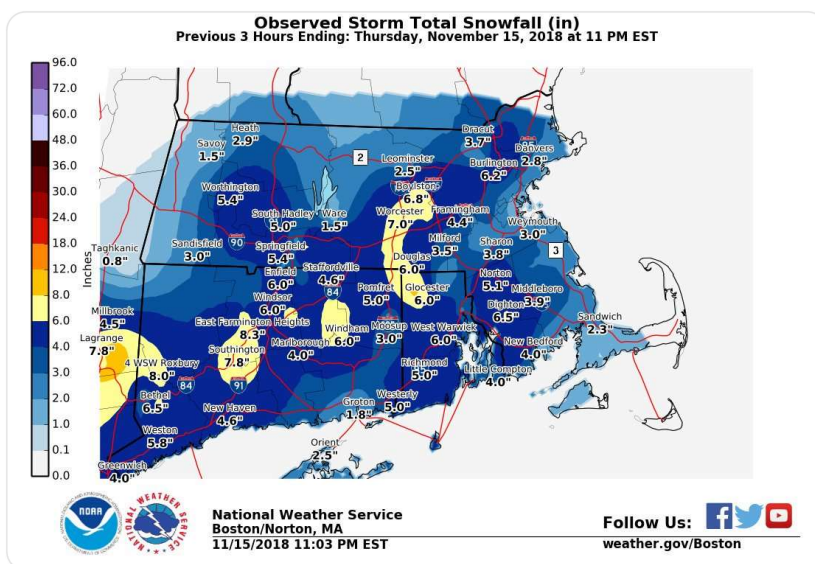 Observed Storm Total Snowfall (in)
Previous 3 Hours Ending: Thursday, November 15, 2018 at 11 PM EST
96.0
72.0
60.0
48.0
36.0
30.0
24.0
18.0
12.0
8.0
6.0
4.0
3.0
2.0
1.0
0.1
0.0
Inches
Heath
2.9"
Savoy
1.5"
Dracut
3.7"
Danvers
2.8"
2
Leominster
2.5"
Burlington
6.2"
Worthington
5.4"
Boylston
6.8"
South Hadley
5.0"
Ware
1.5"
Worcester
7.0"
Framingham
4.4"
Weymouth
3.0"
Taghkanic
0.8"
Sandisfield
3.0"
90
Springfield
5.4"
Milford
3.5"
Sharon
3.8"
3
Enfield
6.0"
Staffordville
4.6"
84
Douglas
6.0"
Norton
5.1"
Pomfret
5.0"
Glocester
6.0"
Middleboro
3.9"
Windsor
6.0"
Dighton
6.5"
Millbrook
4.5"
East Farmington Heights
8.3"
Windham
6.0"
Moosup
3.0"
West Warwick
6.0"
Sandwich
2.3"
Lagrange
7.8"
Marlborough
4.0"
New Bedford
4.0"
Southington
7.8"
4 WSW Roxbury
8.0"
Richmond
5.0"
Little Compton
4.0"
84
91
Bethel
6.5"
Westerly
5.0"
New Haven
4.6"
Groton
1.8"
Weston
5.8"
Orient
2.5"
Greenwich
4.0"
NOAA
NATIONAL WEATHER SERVICE
National Weather Service
Boston/Norton, MA
11/15/2018 11:03 PM EST
Follow Us:
weather.gov/Boston